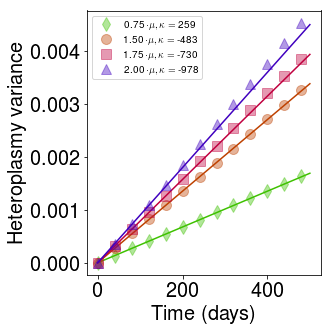 0.75 · μ, κ = 259
1.50 · μ, κ = -483
1.75 · μ, κ = -730
2.00 · μ, κ = -978
Heteroplasmy variance
0.004
0.003
0.002
0.001
0.000
0
200
400
Time (days)